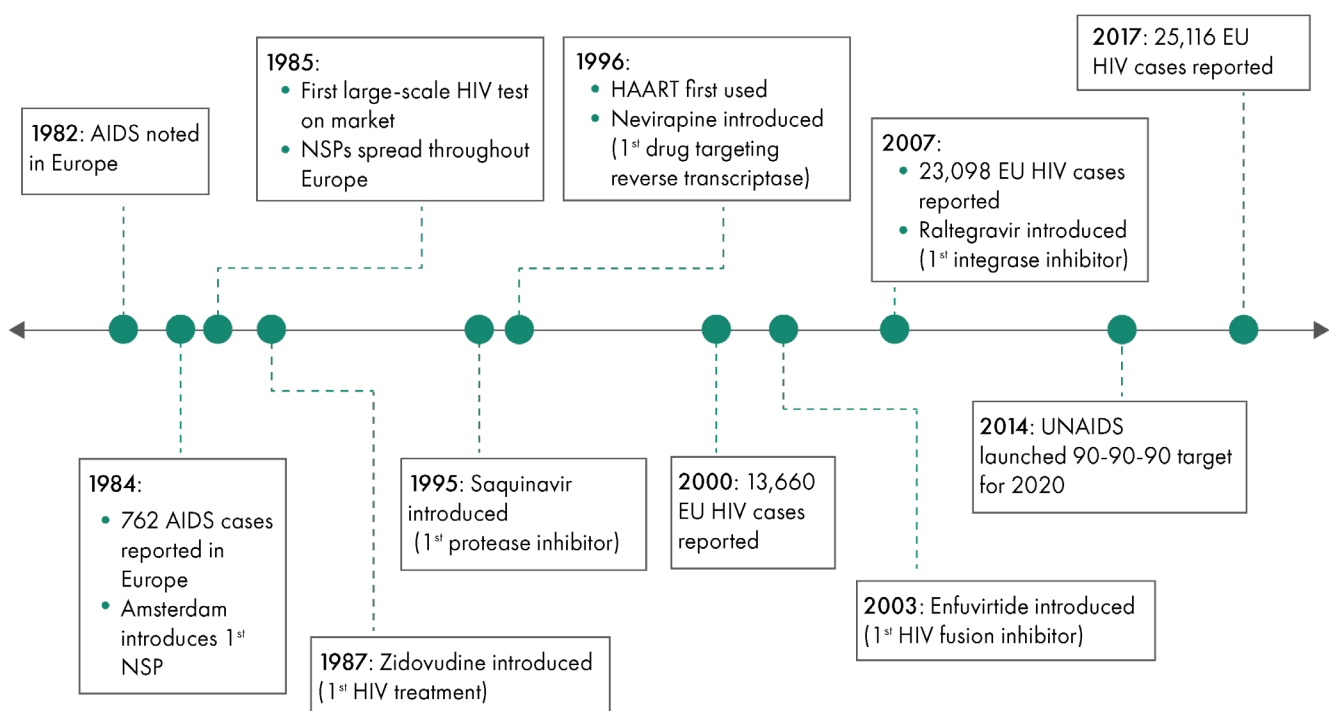 1982: AIDS noted
in Europe
1984:
• 762 AIDS cases
reported in
Europe
• Amsterdam
introduces 1st
NSP
1985:
• First large-scale HIV test
on market
• NSPs spread throughout
Europe
1987: Zidovudine introduced
(1st HIV treatment)
1995: Saquinavir
introduced
(1st protease inhibitor)
1996:
• HAART first used
• Nevirapine introduced
(1st drug targeting
reverse transcriptase)
2000: 13,660
EU HIV cases
reported
2003: Enfuvirtide introduced
(1st HIV fusion inhibitor)
2007:
• 23,098 EU HIV cases
reported
• Raltegravir introduced
(1st integrase inhibitor)
2014: UNAIDS
launched 90-90-90 target
for 2020
2017: 25,116 EU
HIV cases reported